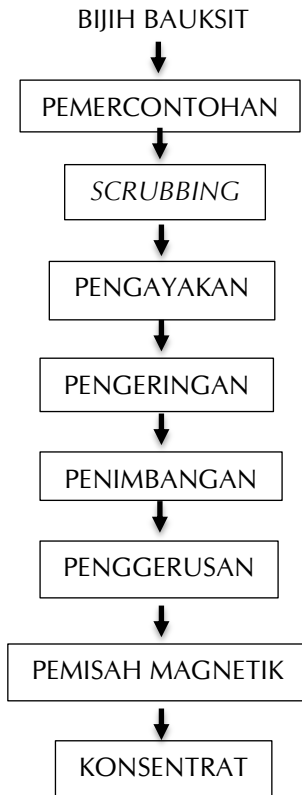 BIJIH BAUKSIT
PEMERCONTOHAN
SCRUBBING
PENGAYAKAN
PENGERINGAN
PENIMBANGAN
PENGGERUSAN
PEMISAH MAGNETIK
KONSENTRAT